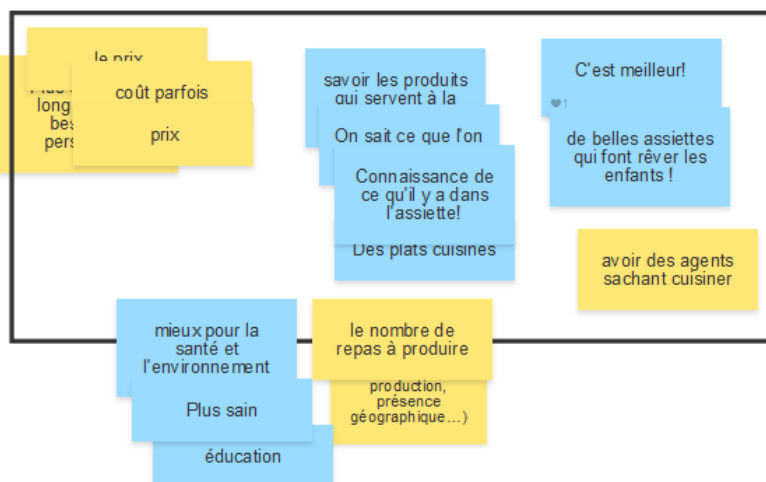 le prix
long
bes
pers
coût parfois
prix
savoir les produits
qui servent à la
On sait ce que l'on
Connaissance de
ce qu'il y a dans
l'assiette!
Des plats cuisinés
C'est meilleur!
1
de belles assiettes
qui font rêver les
enfants !
avoir des agents
sachant cuisiner
mieux pour la
santé et
l'environnement
Plus sain
éducation
le nombre de
repas à produire
production,
présence
géographique...)